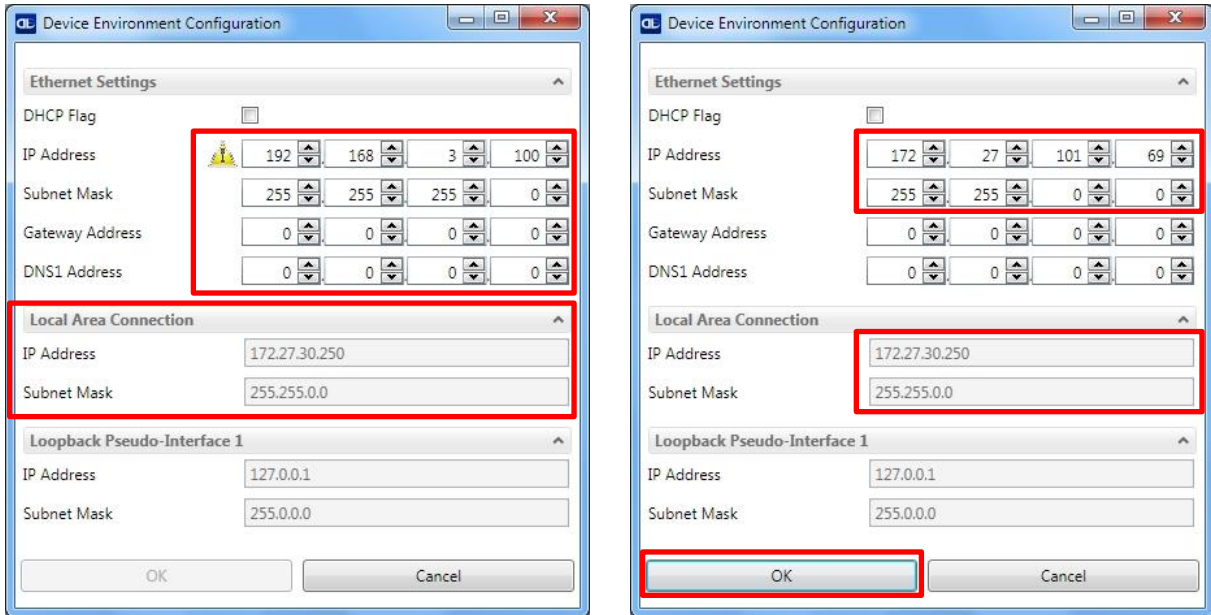 Device Environment Configuration
Ethernet Settings
DHCP Flag
IP Address 192 . 168 . 3 . 100
Subnet Mask 255 . 255 . 255 . 0
Gateway Address 0 . 0 . 0 . 0
DNS1 Address 0 . 0 . 0 . 0
Local Area Connection
IP Address 172.27.30.250
Subnet Mask 255.255.0.0
Loopback Pseudo-Interface 1
IP Address 127.0.0.1
Subnet Mask 255.0.0.0
OK Cancel
Device Environment Configuration
Ethernet Settings
DHCP Flag
IP Address 172 . 27 . 101 . 69
Subnet Mask 255 . 255 . 0 . 0
Gateway Address 0 . 0 . 0 . 0
DNS1 Address 0 . 0 . 0 . 0
Local Area Connection
IP Address 172.27.30.250
Subnet Mask 255.255.0.0
Loopback Pseudo-Interface 1
IP Address 127.0.0.1
Subnet Mask 255.0.0.0
OK Cancel